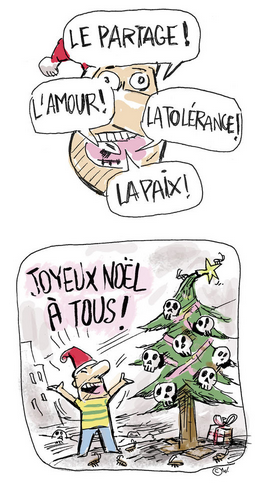 LE PARTAGE!
L'AMOUR!
LA TOLÉRANCE!
LA PAIX!
JOYEUX NOËL
À TOUS!